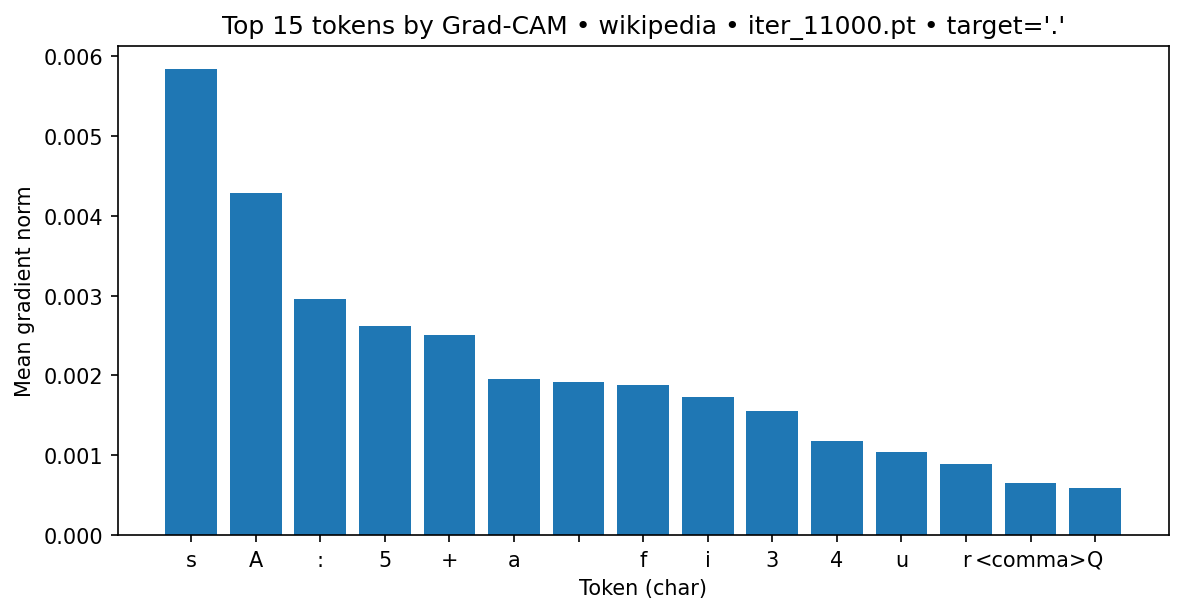 Top 15 tokens by Grad-CAM • wikipedia • iter_11000.pt • target='.'
0.006
0.005
0.004
0.003
0.002
0.001
0.000
Mean gradient norm
s A : 5 + a f i 3 4 u r <comma> Q
Token (char)